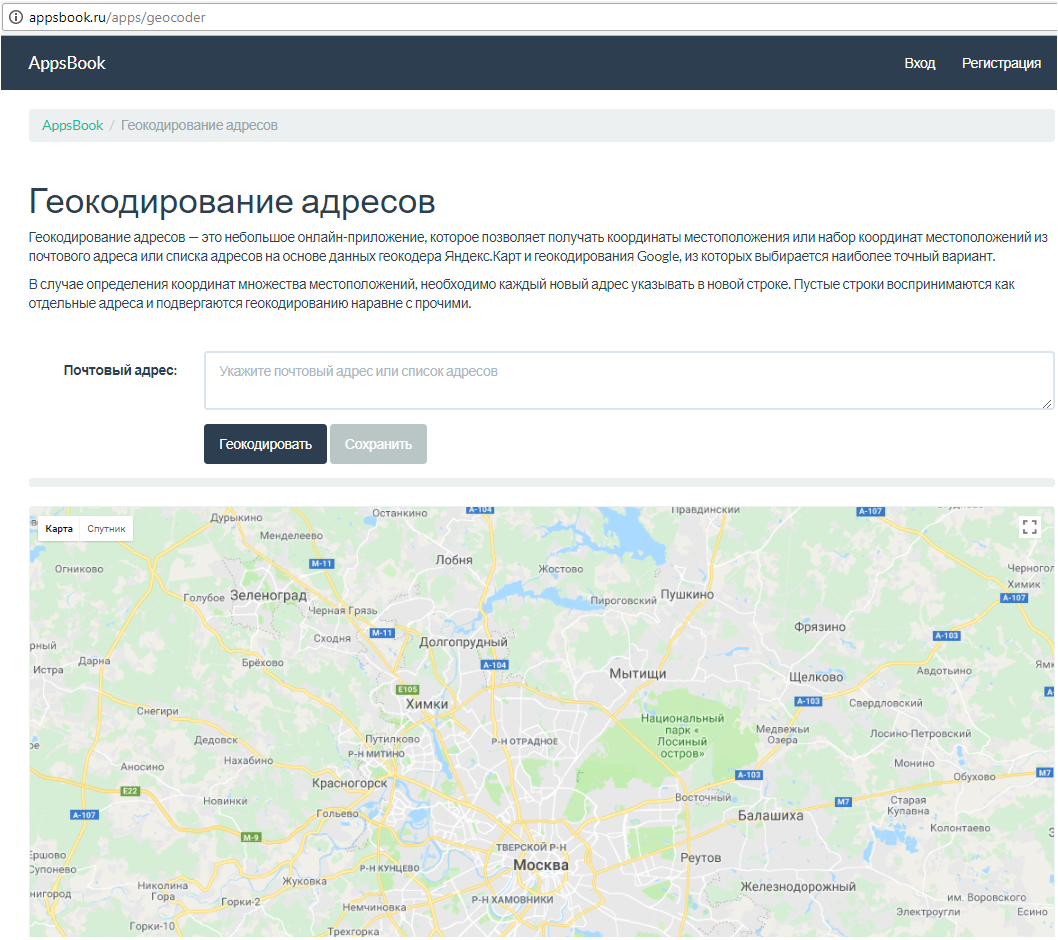 appsbook.ru/apps/geocoder
AppsBook
Вход
Регистрация
AppsBook / Геокодирование адресов
Геокодирование адресов
Геокодирование адресов — это небольшое онлайн-приложение, которое позволяет получать координаты местоположения или набор координат местоположений из
почтового адреса или списка адресов на основе данных геокодера Яндекс.Карт и геокодирования Google, из которых выбирается наиболее точный вариант.
В случае определения координат множества местоположений, необходимо каждый новый адрес указывать в новой строке. Пустые строки воспринимаются как
отдельные адреса и подвергаются геокодированию наравне с прочими.
Почтовый адрес:
Укажите почтовый адрес или список адресов
Геокодировать
Сохранить
Карта
Спутник
Дурыкино
Останкино
А-104
Правдинский
А-107
Менделеево
М-11
Лобня
Огниково
Жостово
Черногол
Химик
А-107
Голубое
Зеленоград
Пироговский
Пушкино
Черная Грязь
Сходня
М-11
Долгопрудный
Фрязино
А-103
рный
Истра
Дарна
Брёхово
А-104
Мытищи
Щелково
Авдотьино
Ямк
Е105
Химки
А-103
Свердловский
Снегири
Национальный
парк «
Лосиный
остров»
Медвежьи
Озера
Лосино-Петровский
ое
Дедовск
Путилково
Р-Н МИТИНО
Р-Н ОТРАДНОЕ
Аносино
Нахабино
Красногорск
А-103
Монино
Обухово
М7
Е22
Новинки
Восточный
М7
Старая
Купавна
А-107
Гольево
Балашиха
Колонтаево
М-9
ТВЕРСКОЙ Р-Н
Москва
Ершово
Супонево
Р-Н КУНЦЕВО
Реутов
нигород
Николина
Гора
Жуковка
Железнодорожный
Горки-2
Р-Н ХАМОВНИКИ
им. Воровского
Немчиновка
Электроугли
Есино
Горки-10
Трехгорка